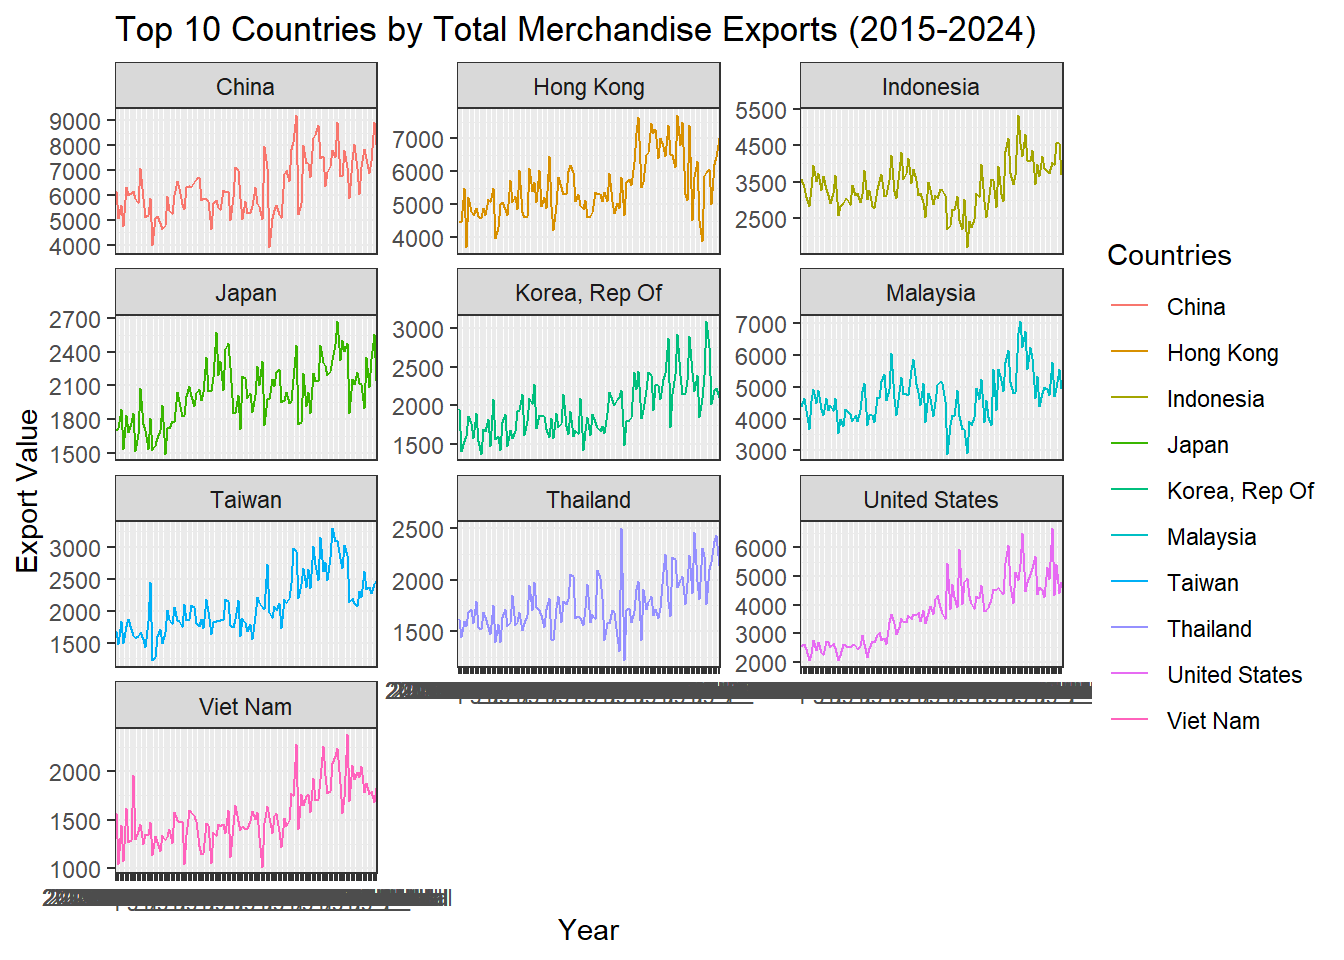 Top 10 Countries by Total Merchandise Exports (2015-2024)
China
Hong Kong
Indonesia
9000
8000
7000
6000
5000
4000
7000
6000
5000
4000
5500
4500
3500
2500
Japan
Korea, Rep Of
Malaysia
2700
2400
2100
1800
1500
3000
2500
2000
1500
7000
6000
5000
4000
3000
Taiwan
Thailand
United States
3000
2500
2000
1500
2500
2000
1500
6000
5000
4000
3000
2000
Viet Nam
2000
1500
1000
Export Value
Year
Countries
China
Hong Kong
Indonesia
Japan
Korea, Rep Of
Malaysia
Taiwan
Thailand
United States
Viet Nam